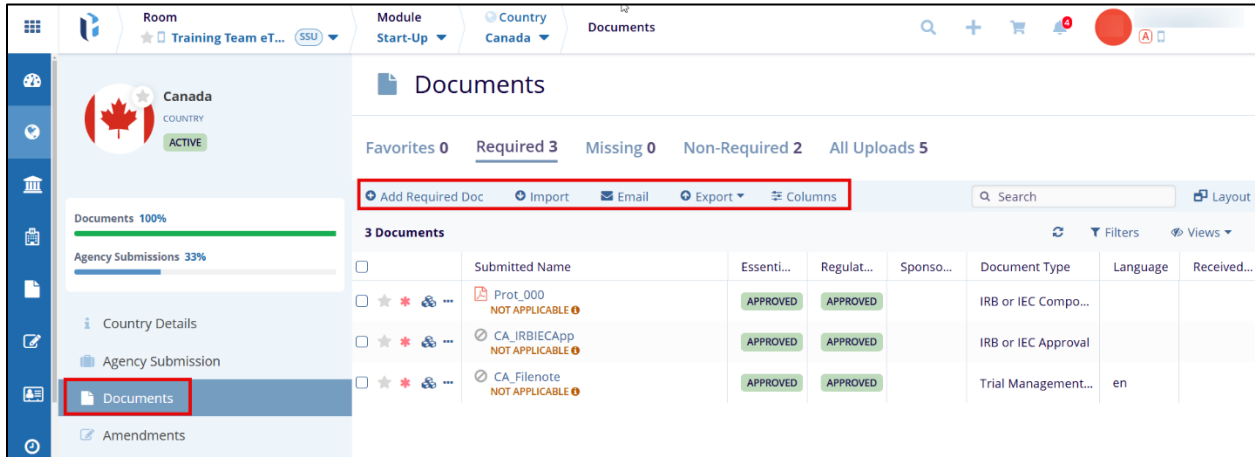 Room
Training Team eT... SSU
Module
Start-Up
Country
Canada
Documents
4
A
Canada
COUNTRY
ACTIVE
Documents 100%
Agency Submissions 33%
Country Details
Agency Submission
Documents
Amendments
Documents
Favorites 0 Required 3 Missing 0 Non-Required 2 All Uploads 5
Add Required Doc Import Email Export Columns Search Layout
3 Documents Filters Views
Submitted Name Essenti... Regulat... Sponso... Document Type Language Received...
Prot_000 APPROVED APPROVED IRB or IEC Compo...
NOT APPLICABLE
CA_IRBIECApp APPROVED APPROVED IRB or IEC Approval
NOT APPLICABLE
CA_Filenote APPROVED APPROVED Trial Management... en
NOT APPLICABLE